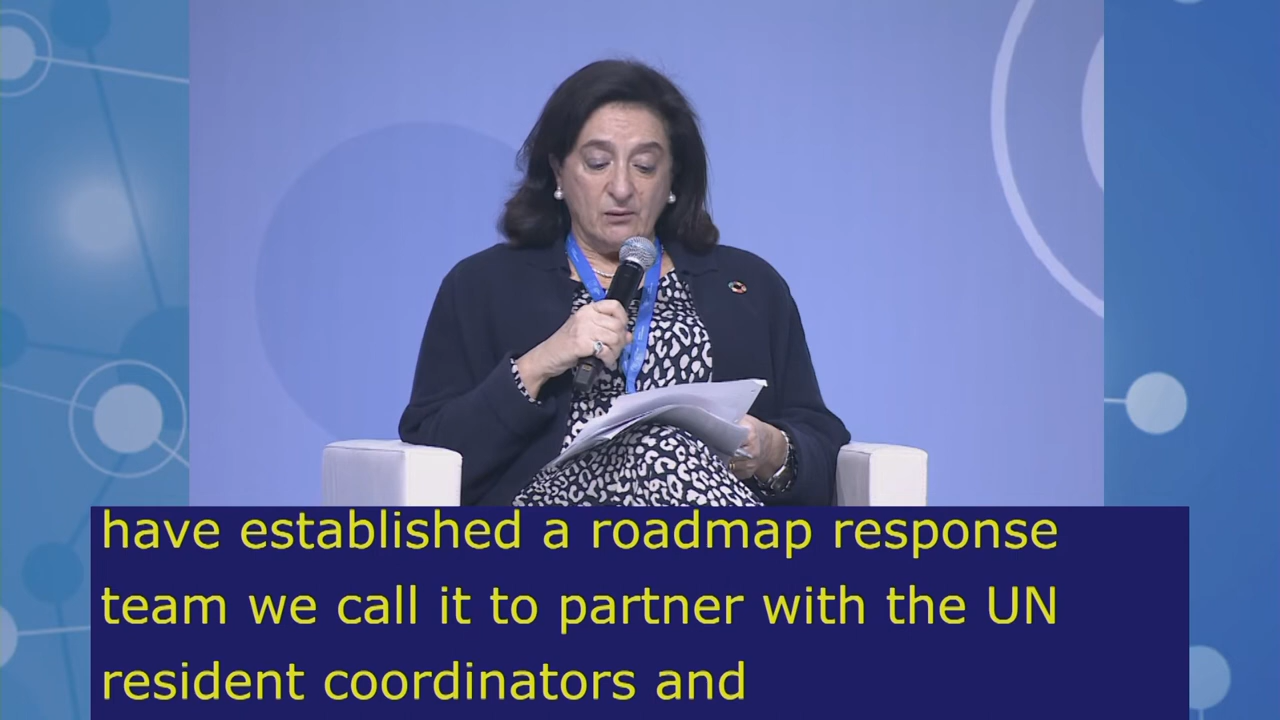 have established a roadmap response
team we call it to partner with the UN
resident coordinators and